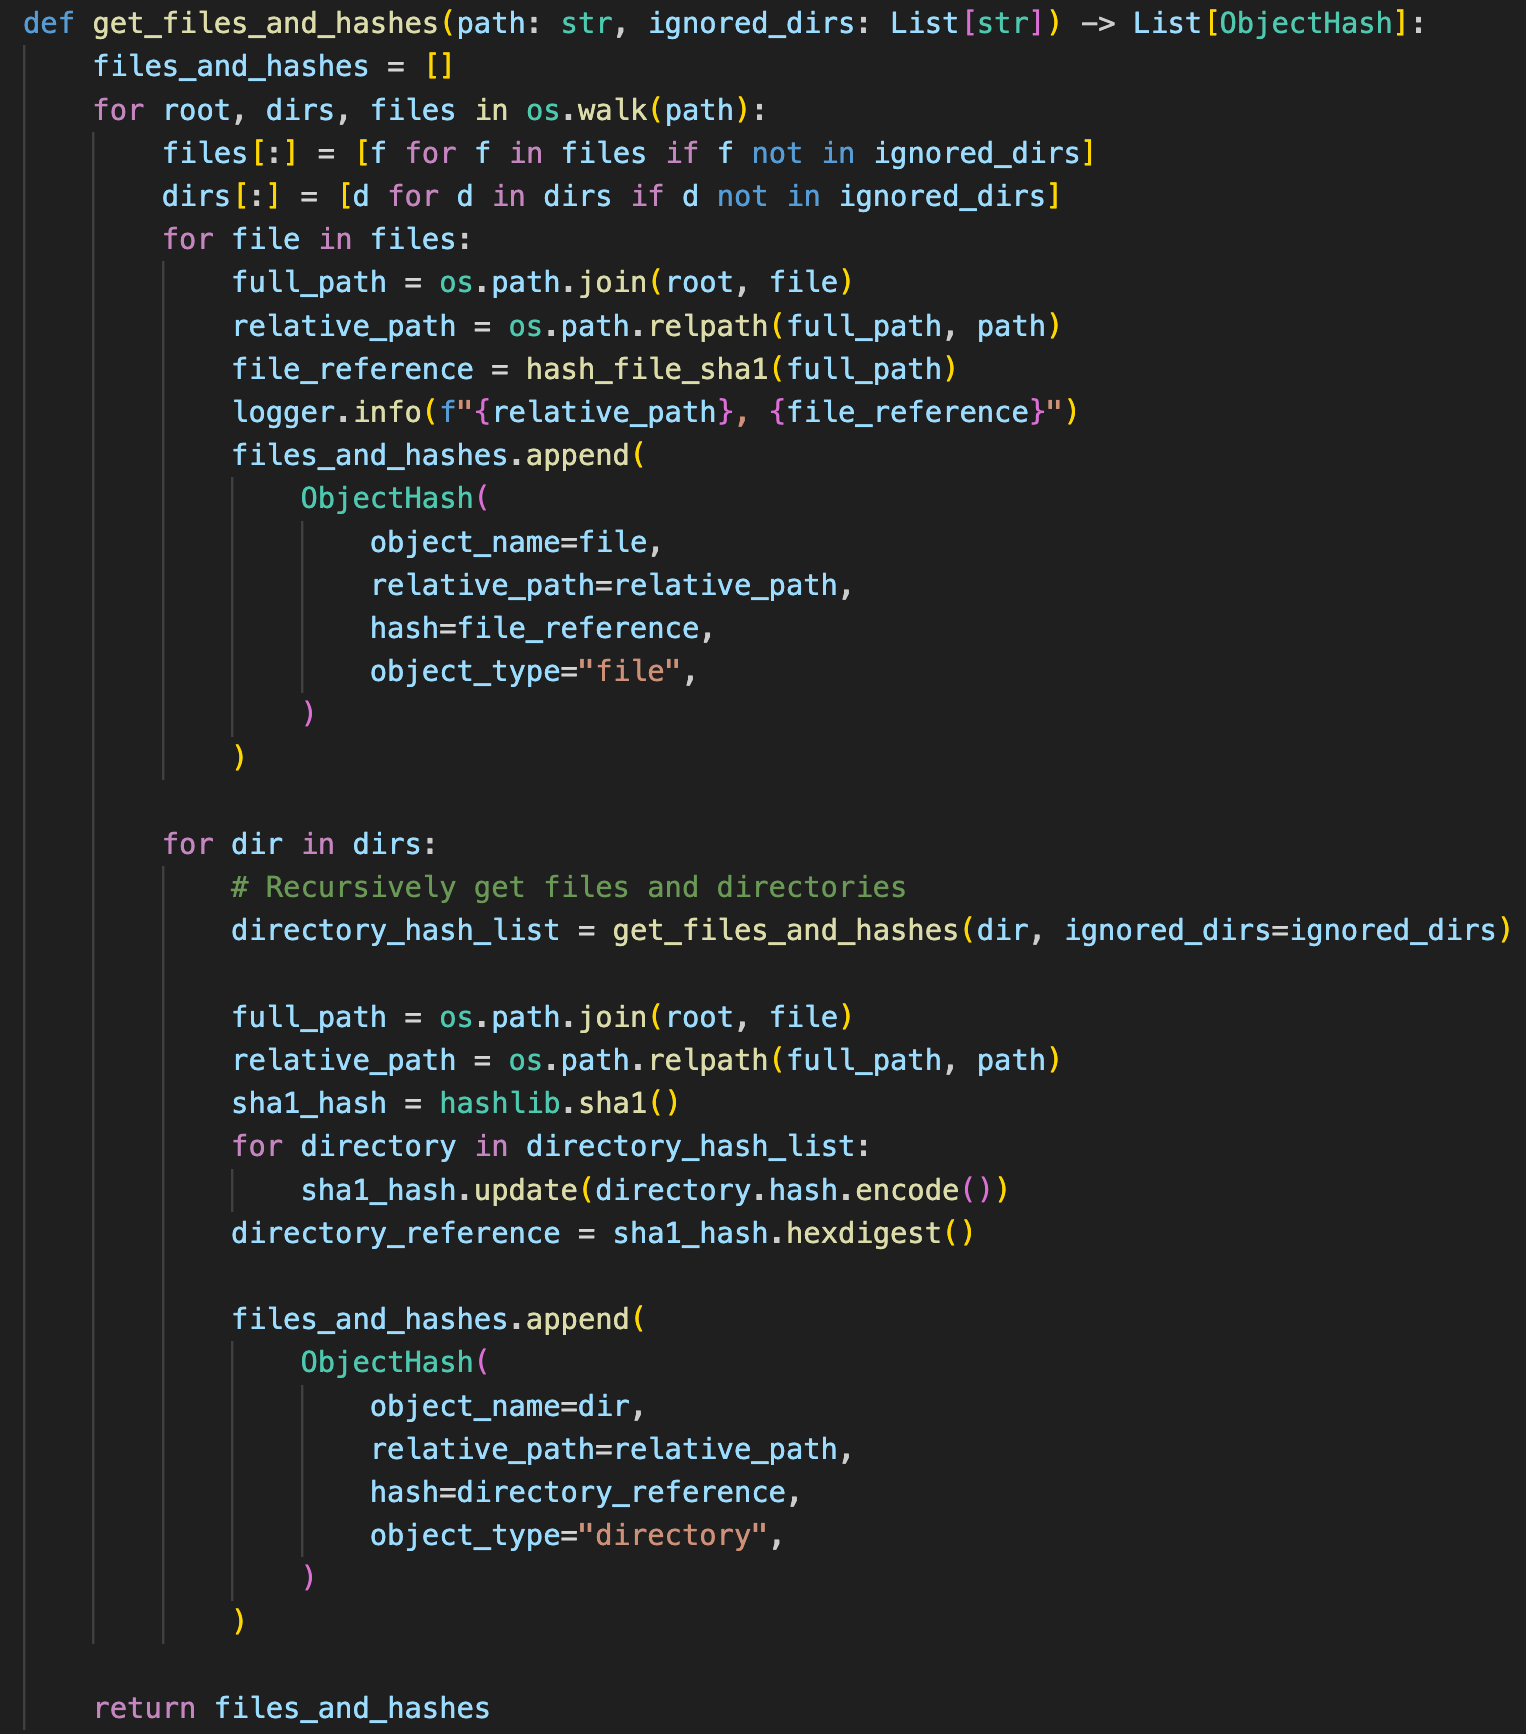 def get_files_and_hashes(path: str, ignored_dirs: List[str]) -> List[ObjectHash]:
    files_and_hashes = []
    for root, dirs, files in os.walk(path):
        files[:] = [f for f in files if f not in ignored_dirs]
        dirs[:] = [d for d in dirs if d not in ignored_dirs]
        for file in files:
            full_path = os.path.join(root, file)
            relative_path = os.path.relpath(full_path, path)
            file_reference = hash_file_sha1(full_path)
            logger.info(f"{relative_path}, {file_reference}")
            files_and_hashes.append(
                ObjectHash(
                    object_name=file,
                    relative_path=relative_path,
                    hash=file_reference,
                    object_type="file",
                )
            )

        for dir in dirs:
            # Recursively get files and directories
            directory_hash_list = get_files_and_hashes(dir, ignored_dirs=ignored_dirs)

            full_path = os.path.join(root, file)
            relative_path = os.path.relpath(full_path, path)
            sha1_hash = hashlib.sha1()
            for directory in directory_hash_list:
                sha1_hash.update(directory.hash.encode())
            directory_reference = sha1_hash.hexdigest()

            files_and_hashes.append(
                ObjectHash(
                    object_name=dir,
                    relative_path=relative_path,
                    hash=directory_reference,
                    object_type="directory",
                )
            )

    return files_and_hashes